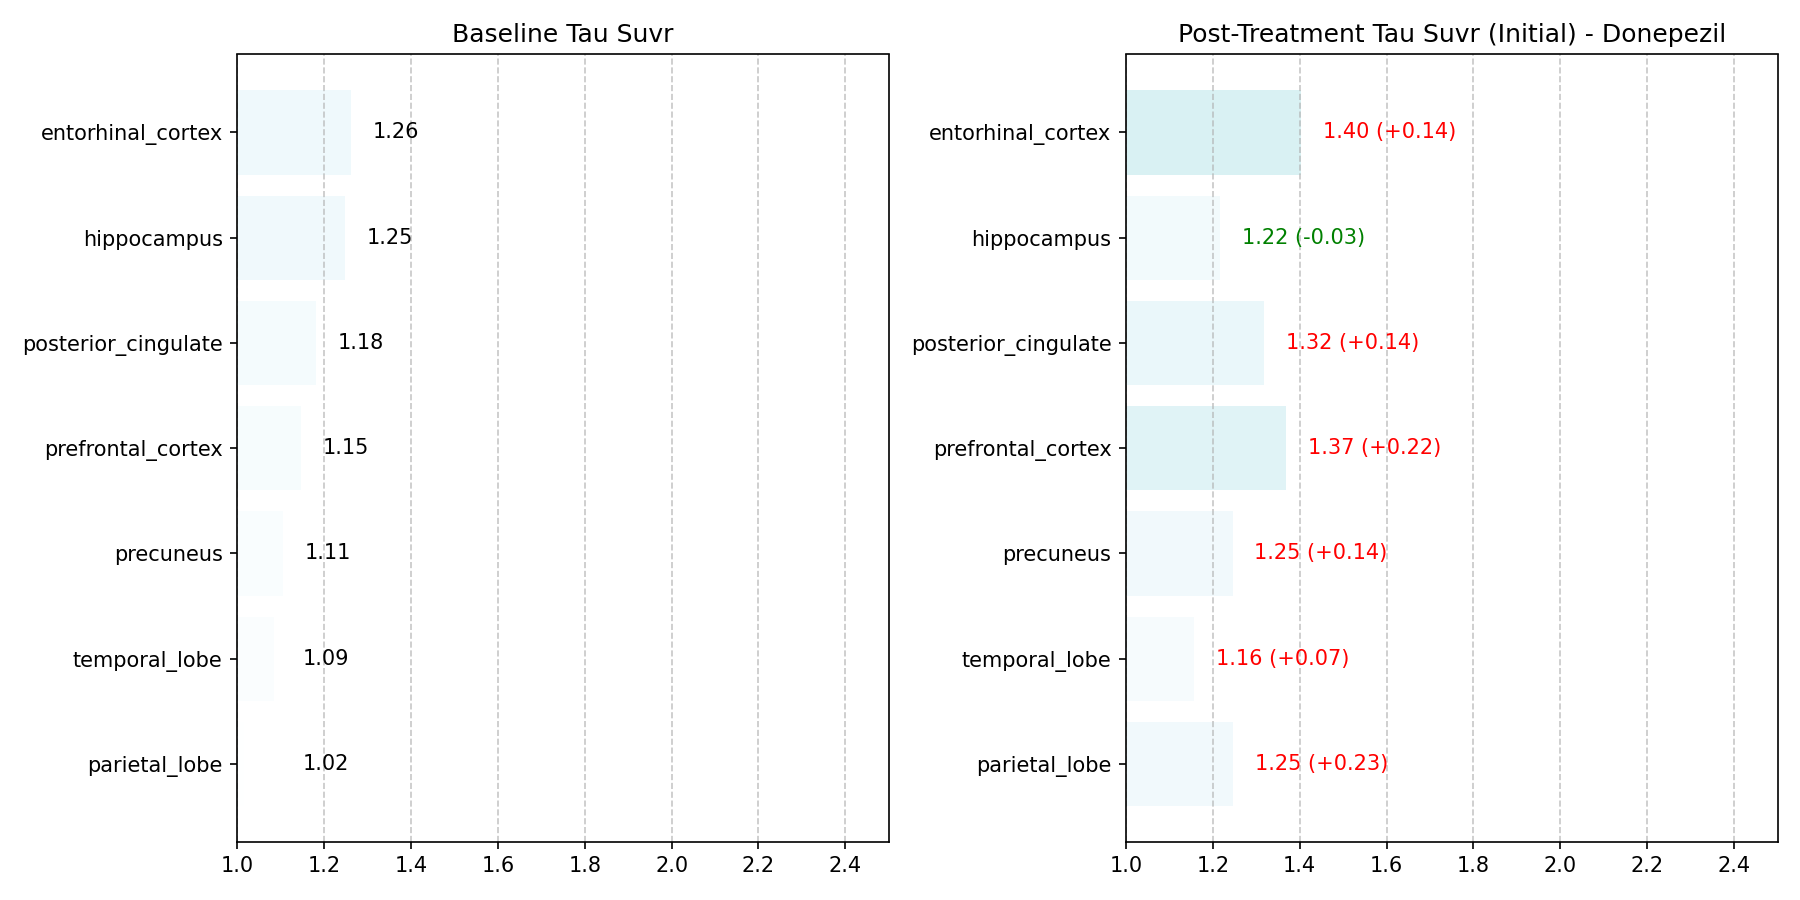 Baseline Tau Suvr
entorhinal_cortex 1.26
hippocampus 1.25
posterior_cingulate 1.18
prefrontal_cortex 1.15
precuneus 1.11
temporal_lobe 1.09
parietal_lobe 1.02
1.0 1.2 1.4 1.6 1.8 2.0 2.2 2.4
Post-Treatment Tau Suvr (Initial) - Donepezil
entorhinal_cortex 1.40 (+0.14)
hippocampus 1.22 (-0.03)
posterior_cingulate 1.32 (+0.14)
prefrontal_cortex 1.37 (+0.22)
precuneus 1.25 (+0.14)
temporal_lobe 1.16 (+0.07)
parietal_lobe 1.25 (+0.23)
1.0 1.2 1.4 1.6 1.8 2.0 2.2 2.4